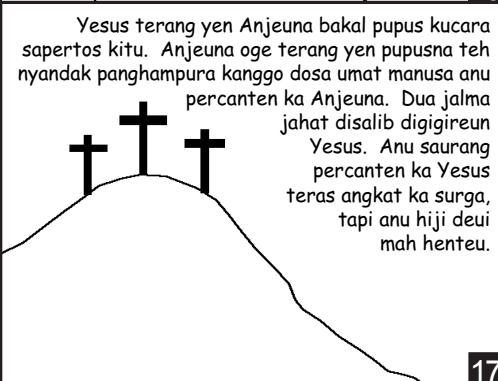 Yesus terang yen Anjeuna bakal pupus kucara
sapertos kitu. Anjeuna oge terang yen pupusna teh
nyandak panghampura kanggo dosa umat manusa anu
percanten ka Anjeuna. Dua jalma
jahat disalib digigireun
Yesus. Anu saurang
percanten ka Yesus
teras angkat ka surga,
tapi anu hiji deui
mah henteu.
17